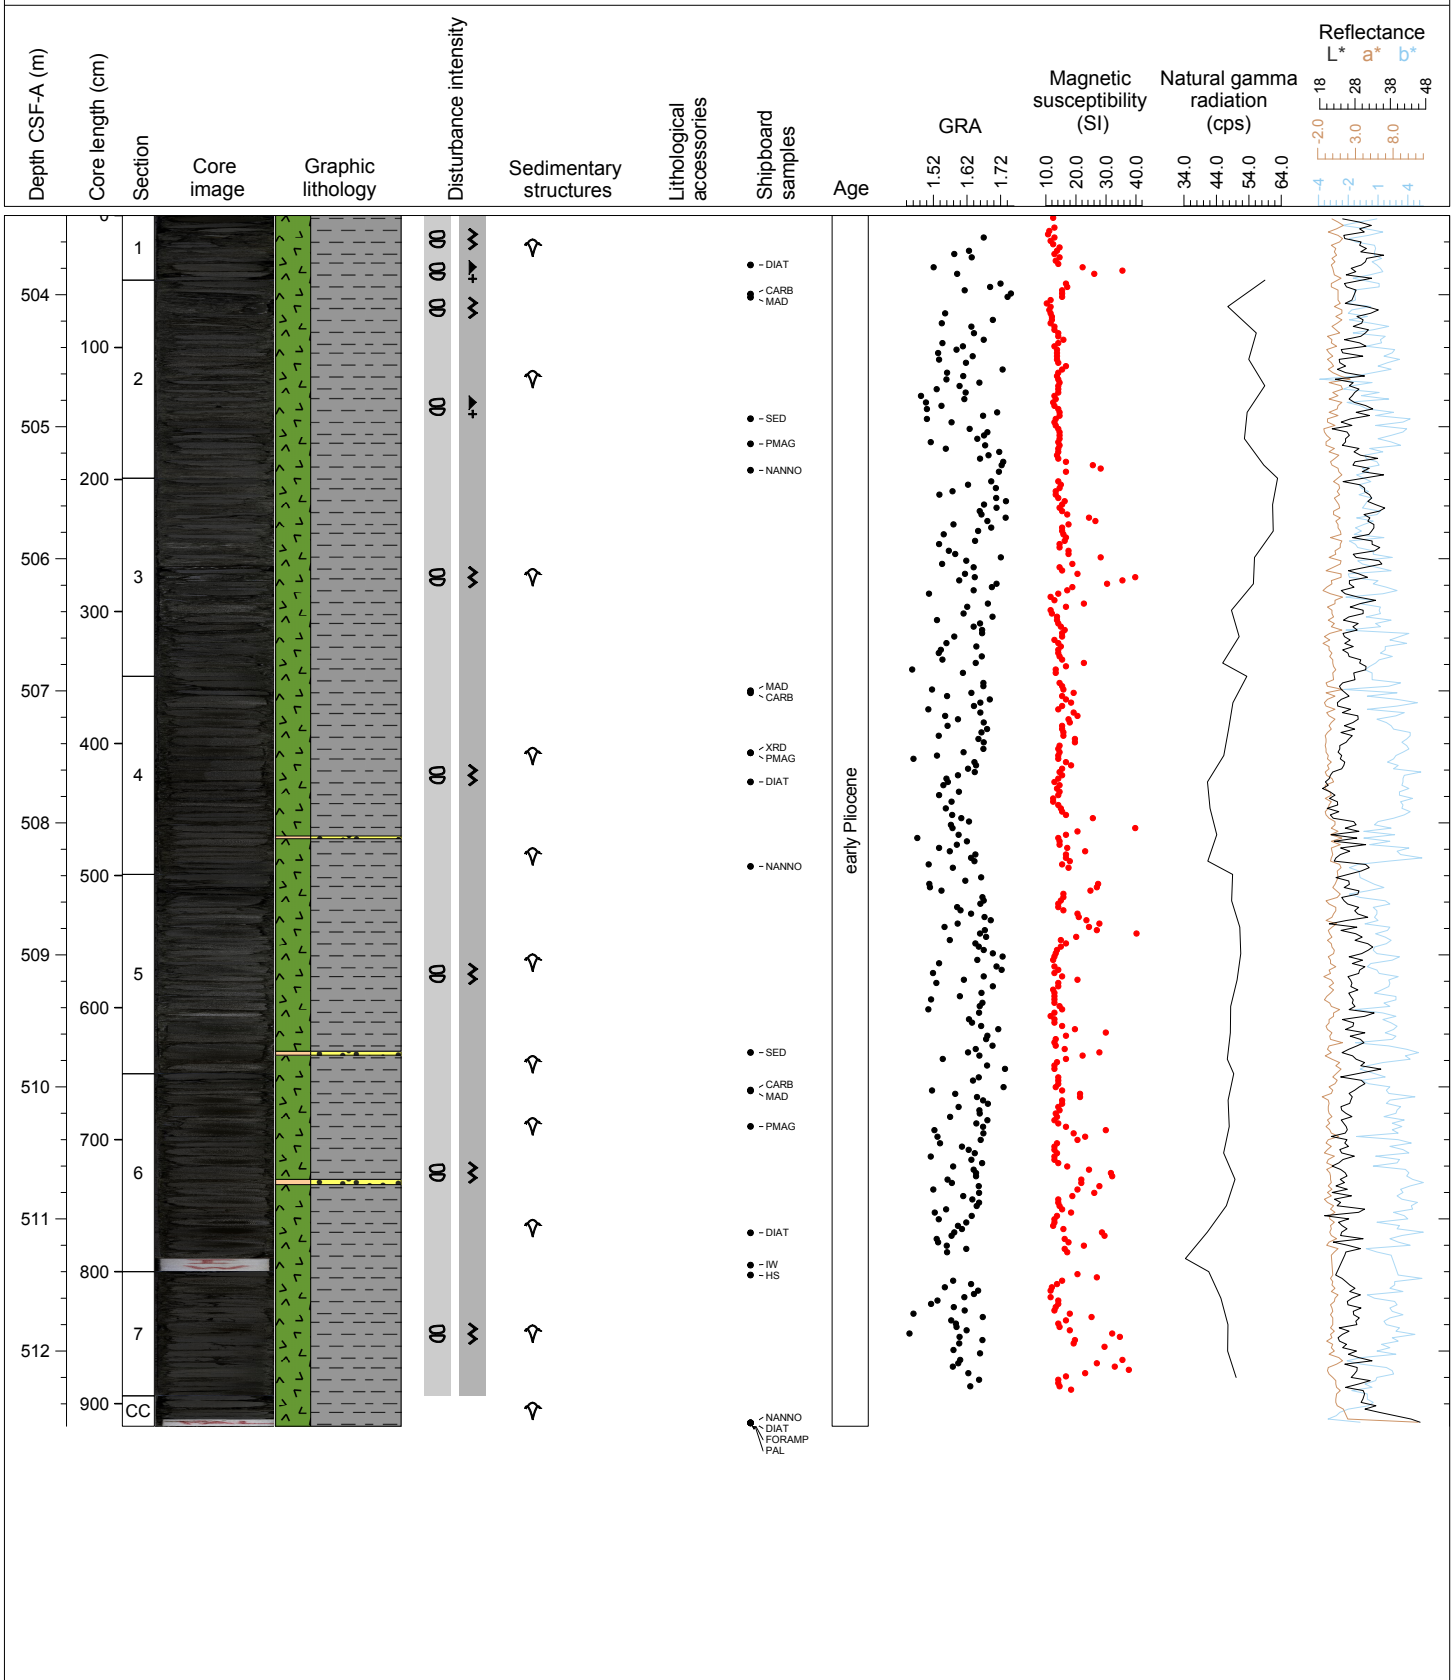 Depth CSF-A (m)
Core length (cm)
Section
Core
image
Graphic
lithology
Disturbance intensity
Sedimentary
structures
Lithological
accessories
Shipboard
samples
Age
GRA
1.52
1.62
1.72
Magnetic
susceptibility
(SI)
10.0
20.0
30.0
40.0
Natural gamma
radiation
(cps)
34.0
44.0
54.0
64.0
Reflectance
L* a* b*
18
28
38
48
-2.0
3.0
8.0
-4
-2
1
4
504
505
506
507
508
509
510
511
512
0
100
200
300
400
500
600
700
800
900
1
2
3
4
5
6
7
CC
DIAT
CARB
MAD
SED
PMAG
NANNO
MAD
CARB
XRD
PMAG
DIAT
NANNO
SED
CARB
MAD
PMAG
DIAT
IW
HS
NANNO
DIAT
FORAMP
PAL
early Pliocene